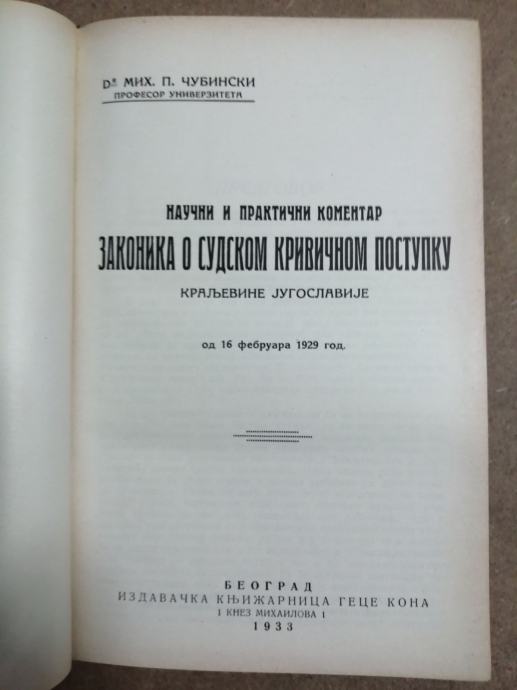 Dr МИХ. П. ЧУБИНСКИ
ПРОФЕСОР УНИВЕРЗИТЕТА
НАУЧНИ И ПРАКТИЧНИ КОМЕНТАР
ЗАКОНИКА О СУДСКОМ КРИВИЧНОМ ПОСТУПКУ
КРАЉЕВИНЕ ЈУГОСЛАВИЈЕ
од 16 фебруара 1929 год.
БЕОГРАД
ИЗДАВАЧКА КЊИЖАРНИЦА ГЕЦЕ КОНА
1 КНЕЗ МИХАИЛОВА 1
1933